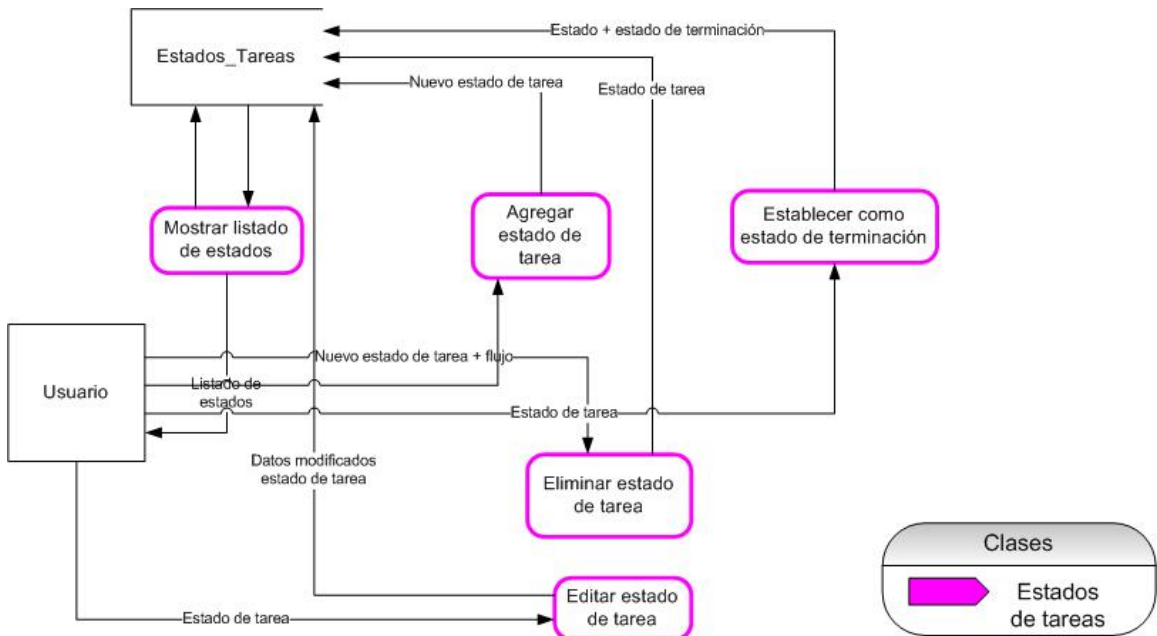 Estado + estado de terminación
Estados_Tareas
Nuevo estado de tarea
Estado de tarea
Mostrar listado
de estados
Agregar
estado de
tarea
Establecer como
estado de terminación
Usuario
Nuevo estado de tarea + flujo
Listado de
estados
Estado de tarea
Datos modificados
estado de tarea
Eliminar estado
de tarea
Clases
Estados
de tareas
Editar estado
de tarea
Estado de tarea